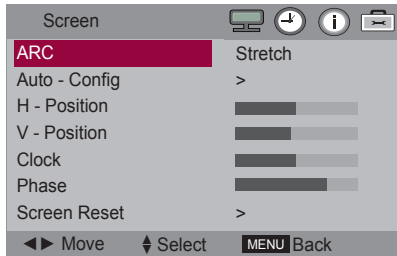 Screen
ARC Stretch
Auto - Config >
H - Position
V - Position
Clock
Phase
Screen Reset >
◄► Move ▲▼ Select MENU Back